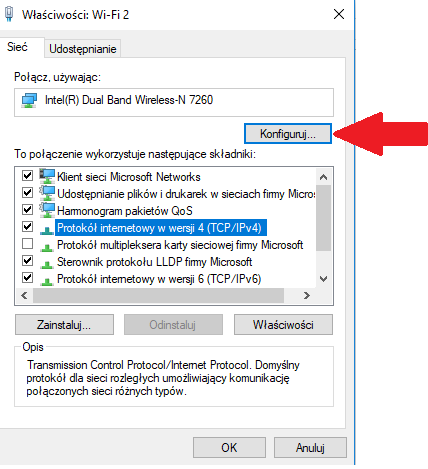 Właściwości: Wi-Fi 2
Sieć
Udostępnianie
Połącz, używając:
Intel(R) Dual Band Wireless-N 7260
Konfiguruj...
To połączenie wykorzystuje następujące składniki:
Klient sieci Microsoft Networks
Udostępnianie plików i drukarek w sieciach firmy Micros
Harmonogram pakietów QoS
Protokół internetowy w wersji 4 (TCP/IPv4)
Protokół multipleksera karty sieciowej firmy Microsoft
Sterownik protokołu LLDP firmy Microsoft
Protokół internetowy w wersji 6 (TCP/IPv6)
Zainstaluj...
Odinstaluj
Właściwości
Opis
Transmission Control Protocol/Internet Protocol. Domyślny
protokół dla sieci rozległych umożliwiający komunikację
połączonych sieci różnych typów.
OK
Anuluj